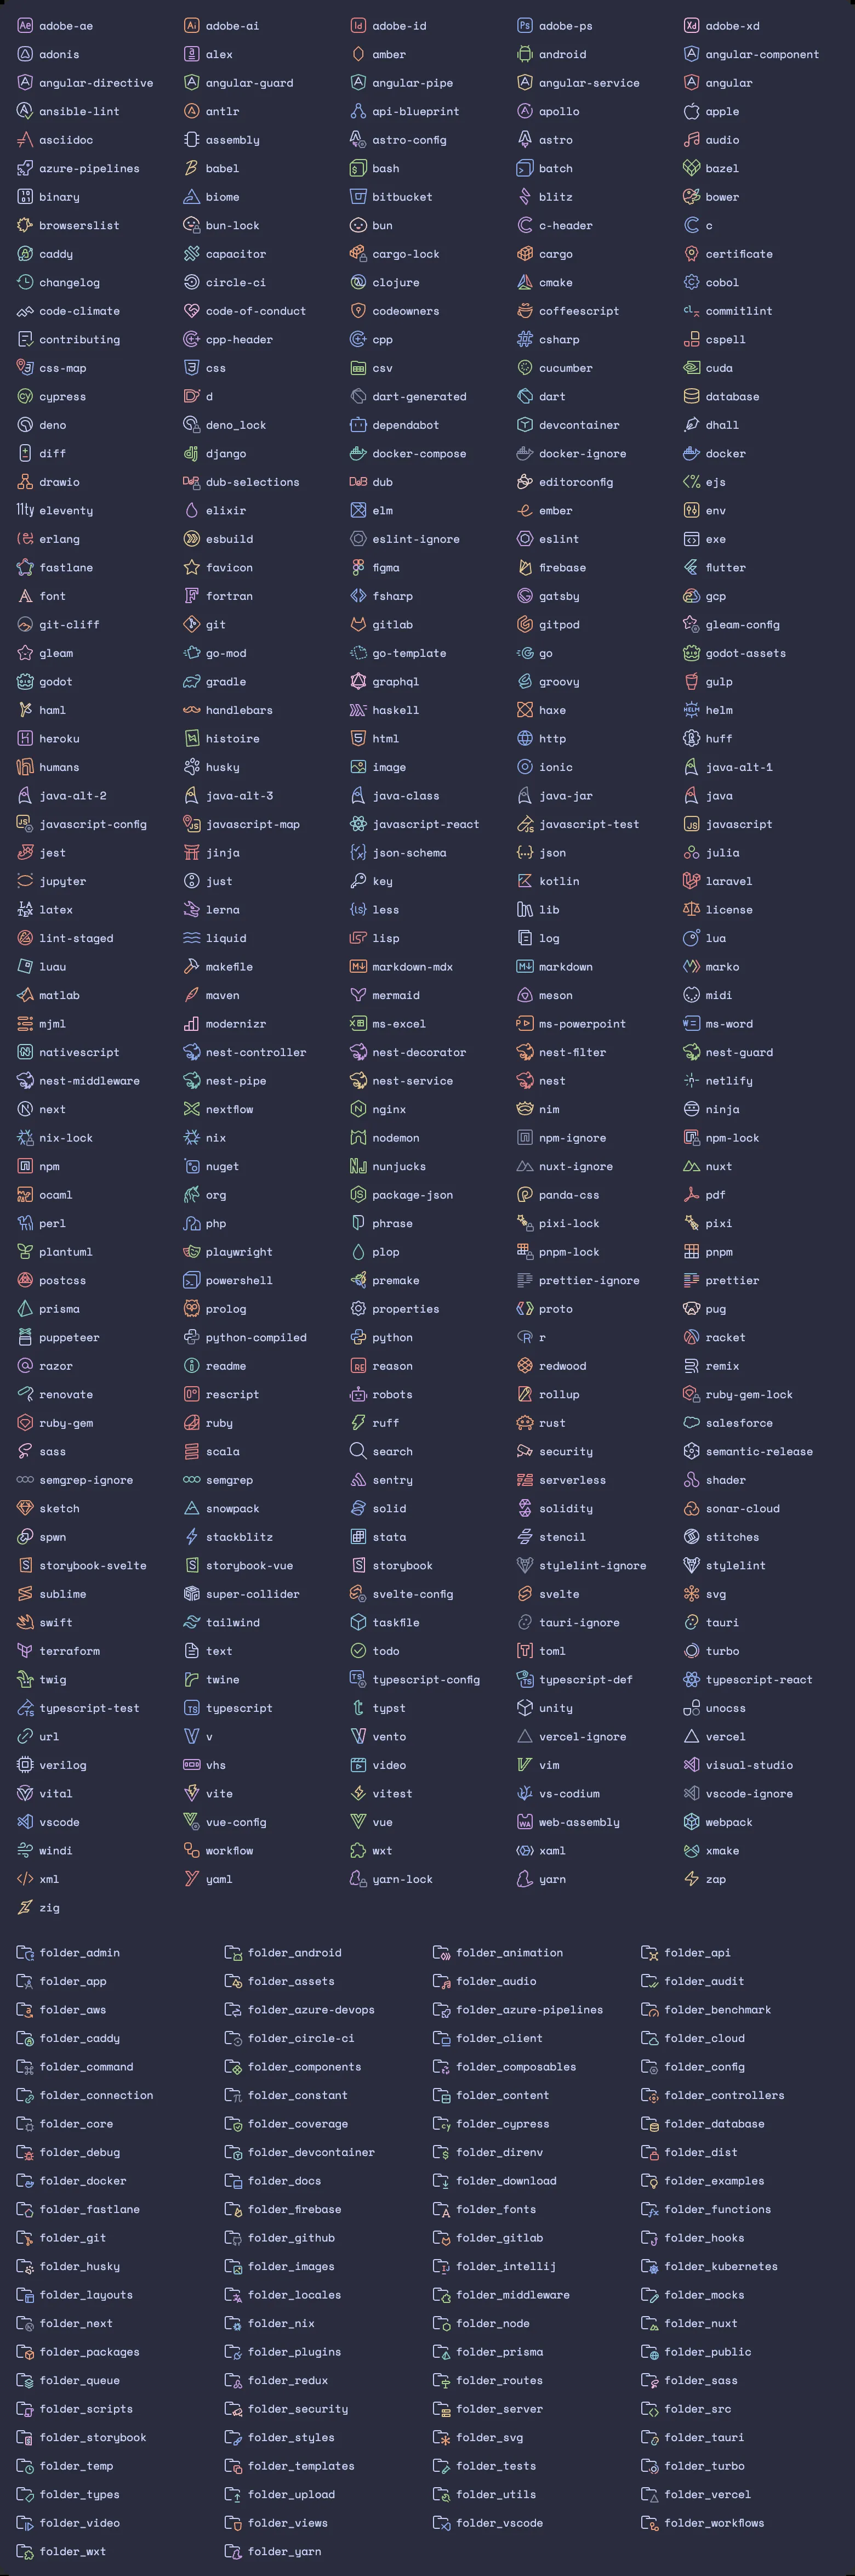 adobe-ae adobe-ai adobe-id adobe-ps adobe-xd
adonis alex amber android angular-component
angular-directive angular-guard angular-pipe angular-service angular
ansible-lint antlr api-blueprint apollo apple
asciidoc assembly astro-config astro audio
azure-pipelines babel bash batch bazel
binary biome bitbucket blitz bower
browserslist bun-lock bun c-header c
caddy capacitor cargo-lock cargo certificate
changelog circle-ci clojure cmake cobol
code-climate code-of-conduct codeowners coffeescript commitlint
contributing cpp-header cpp csharp cspell
css-map css csv cucumber cuda
cypress d dart-generated dart database
deno deno_lock dependabot devcontainer dhall
diff django docker-compose docker-ignore docker
drawio dub-selections dub editorconfig ejs
eleventy elixir elm ember env
erlang esbuild eslint-ignore eslint exe
fastlane favicon figma firebase flutter
font fortran fsharp gatsby gcp
git-cliff git gitlab gitpod gleam-config
gleam go-mod go-template go godot-assets
godot gradle graphql groovy gulp
haml handlebars haskell haxe helm
heroku histoire html http huff
humans husky image ionic java-alt-1
java-alt-2 java-alt-3 java-class java-jar java
javascript-config javascript-map javascript-react javascript-test javascript
jest jinja json-schema json julia
jupyter just key kotlin laravel
latex lerna less lib license
lint-staged liquid lisp log lua
luau makefile markdown-mdx markdown marko
matlab maven mermaid meson midi
mjml modernizr ms-excel ms-powerpoint ms-word
nativescript nest-controller nest-decorator nest-filter nest-guard
nest-middleware nest-pipe nest-service nest netlify
next nextflow nginx nim ninja
nix-lock nix nodemon npm-ignore npm-lock
npm nuget nunjucks nuxt-ignore nuxt
ocaml org package-json panda-css pdf
perl php phrase pixi-lock pixi
plantuml playwright plop pnpm-lock pnpm
postcss powershell premake prettier-ignore prettier
prisma prolog properties proto pug
puppeteer python-compiled python r racket
razor readme reason redwood remix
renovate rescript robots rollup ruby-gem-lock
ruby-gem ruby ruff rust salesforce
sass scala search security semantic-release
semgrep-ignore semgrep sentry serverless shader
sketch snowpack solid solidity sonar-cloud
spwn stackblitz stata stencil stitches
storybook-svelte storybook-vue storybook stylelint-ignore stylelint
sublime super-collider svelte-config svelte svg
swift tailwind taskfile tauri-ignore tauri
terraform text todo toml turbo
twig twine typescript-config typescript-def typescript-react
typescript-test typescript typst unity unocss
url v vento vercel-ignore vercel
verilog vhs video vim visual-studio
vital vite vitest vs-codium vscode-ignore
vscode vue-config vue web-assembly webpack
windi workflow wxt xaml xmake
xml yaml yarn-lock yarn zap
zig
folder_admin folder_android folder_animation folder_api
folder_app folder_assets folder_audio folder_audit
folder_aws folder_azure-devops folder_azure-pipelines folder_benchmark
folder_caddy folder_circle-ci folder_client folder_cloud
folder_command folder_components folder_composables folder_config
folder_connection folder_constant folder_content folder_controllers
folder_core folder_coverage folder_cypress folder_database
folder_debug folder_devcontainer folder_direnv folder_dist
folder_docker folder_docs folder_download folder_examples
folder_fastlane folder_firebase folder_fonts folder_functions
folder_git folder_github folder_gitlab folder_hooks
folder_husky folder_images folder_intellij folder_kubernetes
folder_layouts folder_locales folder_middleware folder_mocks
folder_next folder_nix folder_node folder_nuxt
folder_packages folder_plugins folder_prisma folder_public
folder_queue folder_redux folder_routes folder_sass
folder_scripts folder_security folder_server folder_src
folder_storybook folder_styles folder_svg folder_tauri
folder_temp folder_templates folder_tests folder_turbo
folder_types folder_upload folder_utils folder_vercel
folder_video folder_views folder_vscode folder_workflows
folder_wxt folder_yarn